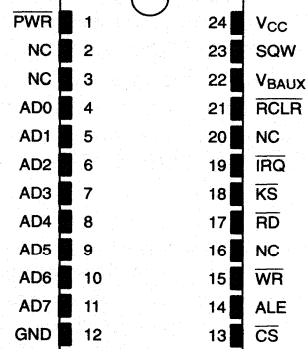 PWR 1 24 VCC
NC 2 23 SQW
NC 3 22 VBAUX
AD0 4 21 RCLR
AD1 5 20 NC
AD2 6 19 IRQ
AD3 7 18 KS
AD4 8 17 RD
AD5 9 16 NC
AD6 10 15 WR
AD7 11 14 ALE
GND 12 13 CS